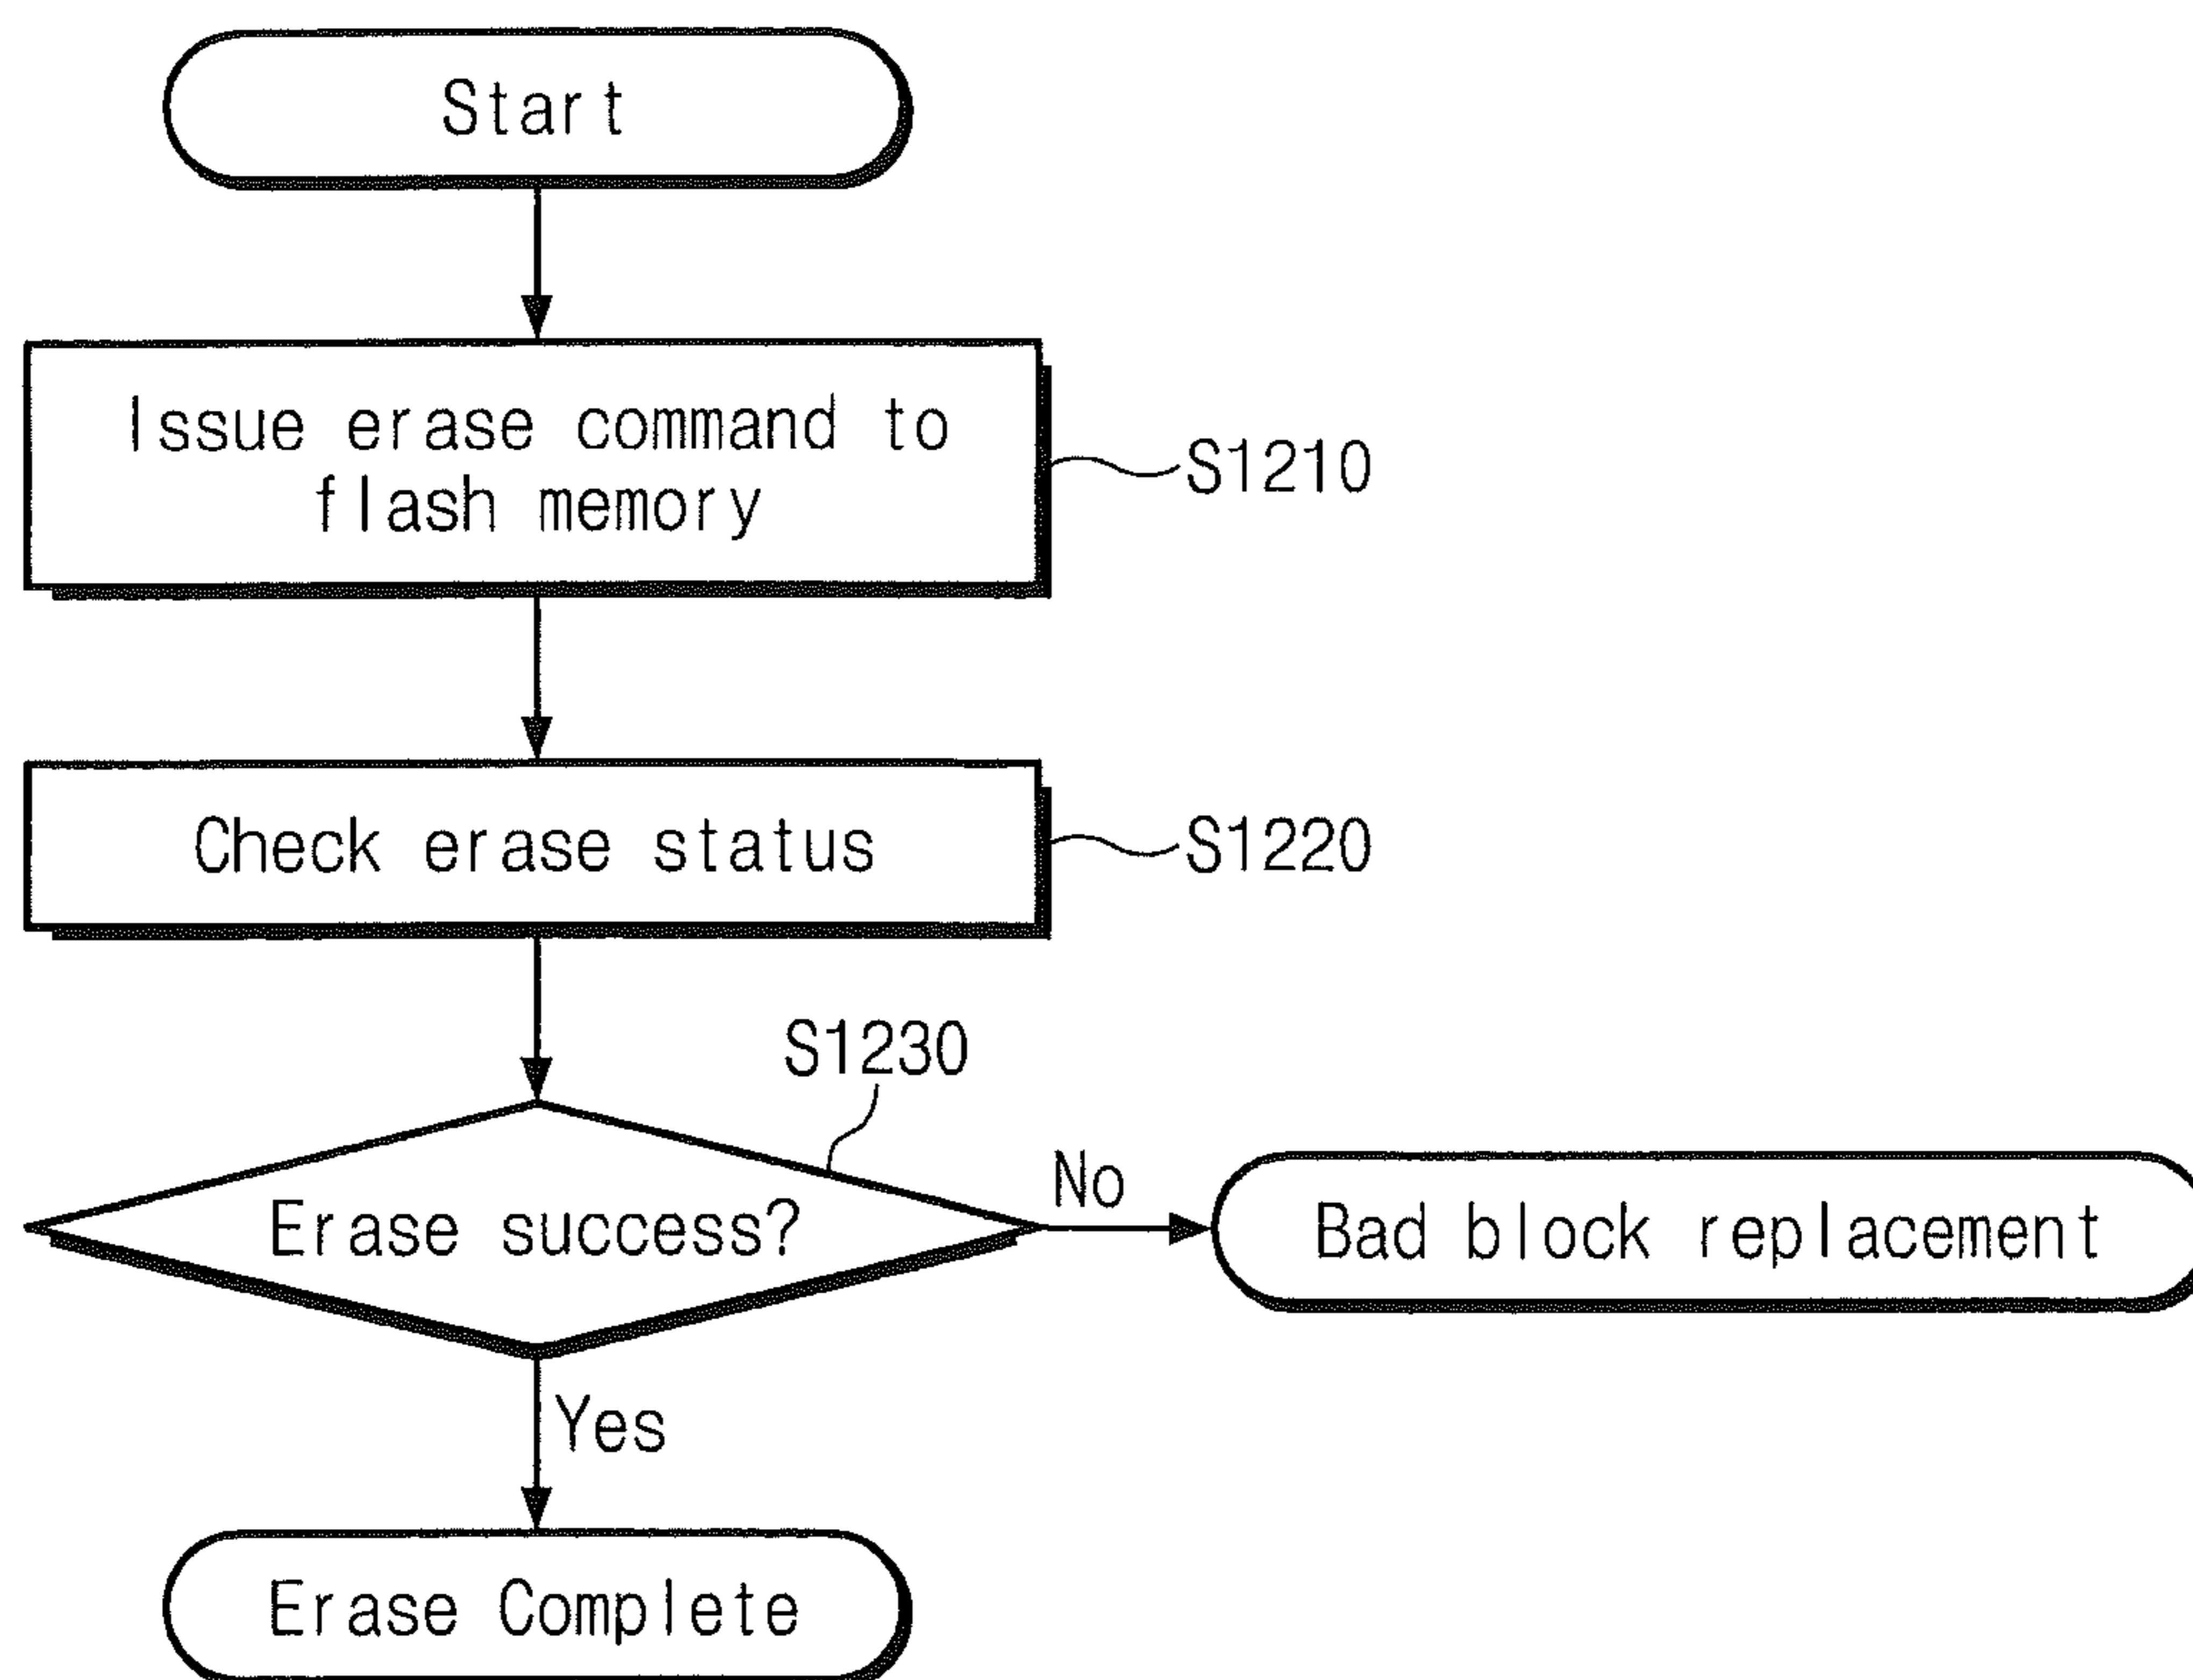 Start
Issue erase command to
flash memory
S1210
Check erase status
S1220
S1230
Erase success?
No
Bad block replacement
Yes
Erase Complete